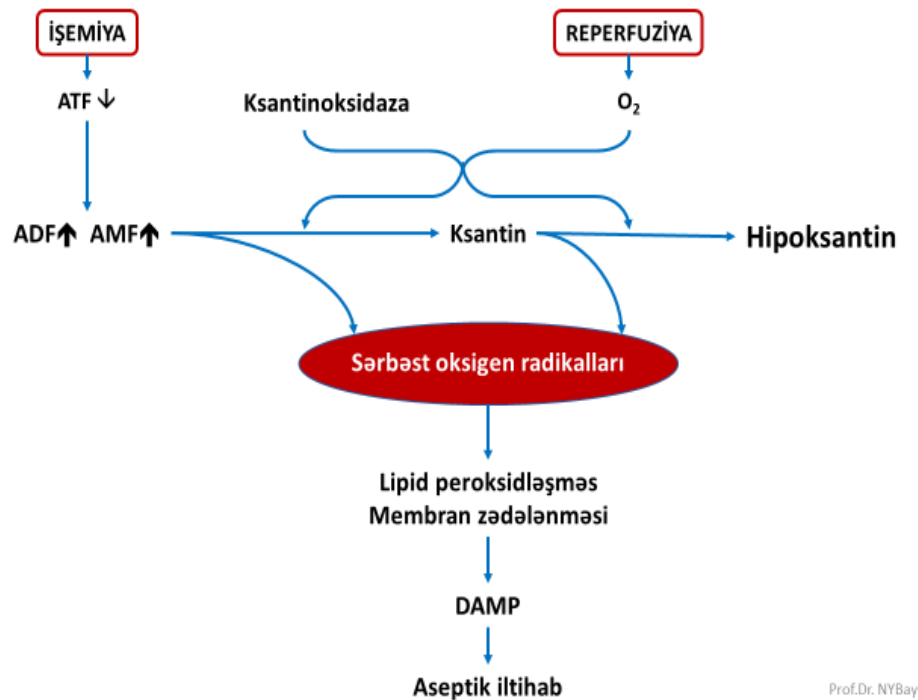 İŞEMİYA
REPERFUZİYA
ATF ↓
Ksantinoksidaza
O₂
ADF↑ AMF↑
Ksantin
Hipoksantin
Sərbəst oksigen radikalları
Lipid peroksidləşməs
Membran zədələnməsi
DAMP
Aseptik iltihab
Prof.Dr. NYBay